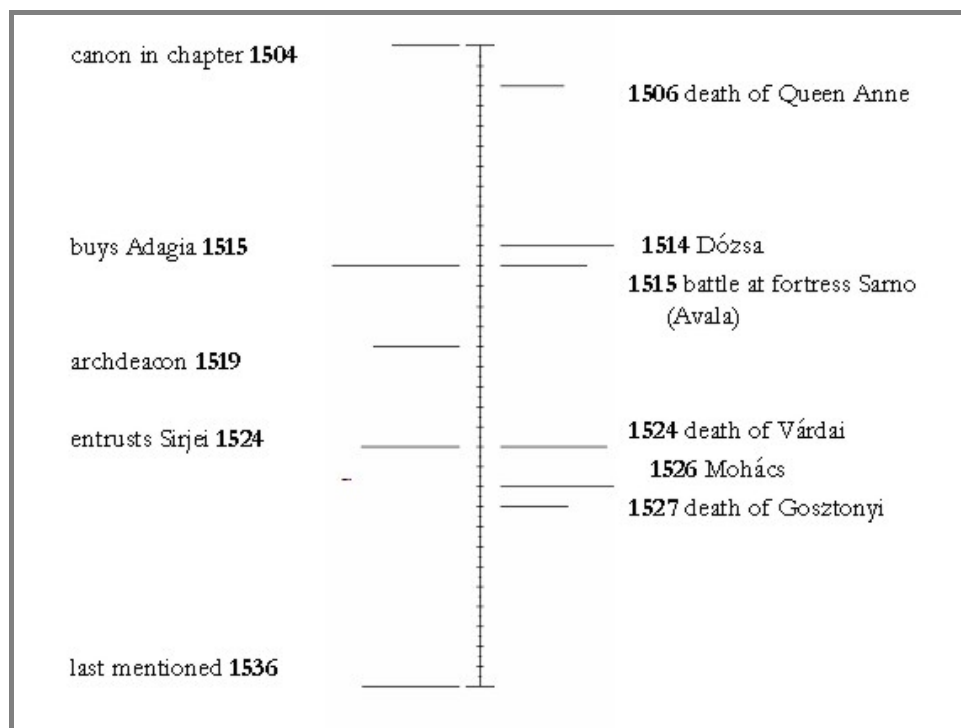 canon in chapter 1504
1506 death of Queen Anne
buys Adagia 1515
1514 Dózsa
1515 battle at fortress Sarno
(Avala)
archdeacon 1519
entrusts Sirjei 1524
1524 death of Várdai
1526 Mohács
1527 death of Gosztonyi
last mentioned 1536